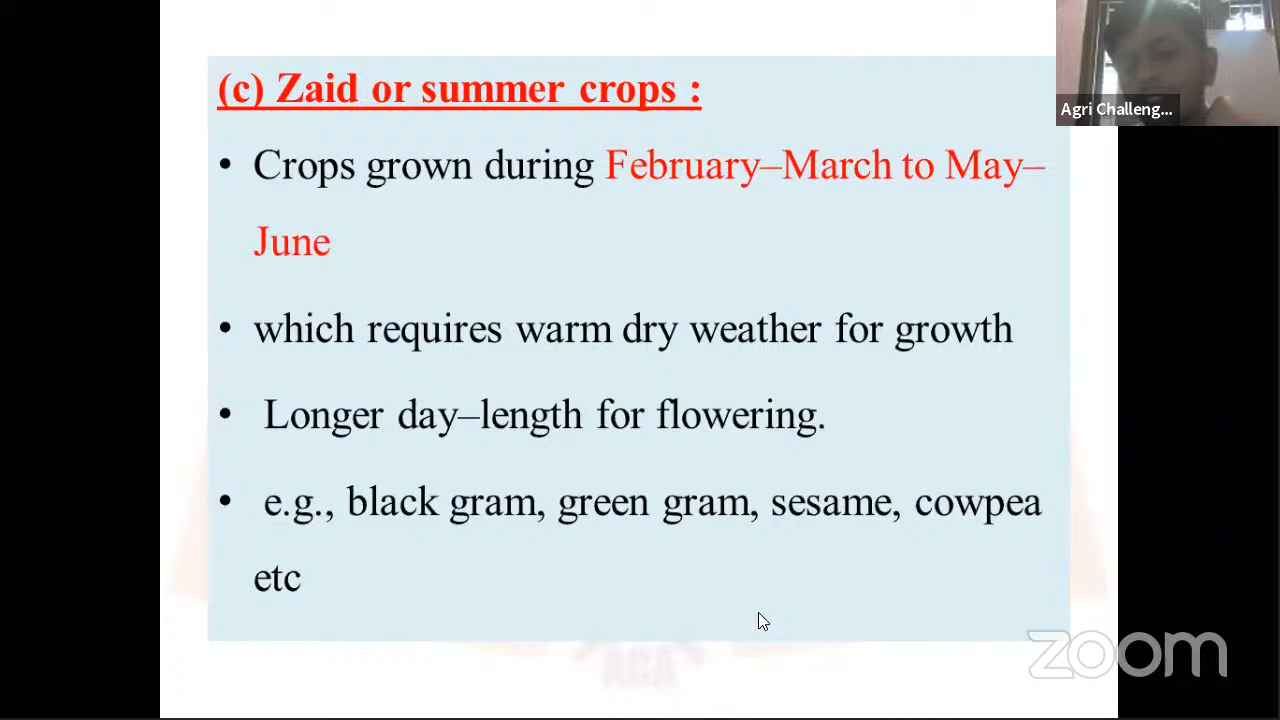 (c) Zaid or summer crops :
• Crops grown during February–March to May–
June
• which requires warm dry weather for growth
• Longer day–length for flowering.
• e.g., black gram, green gram, sesame, cowpea
etc
Agri Challeng...
zoom
ACA